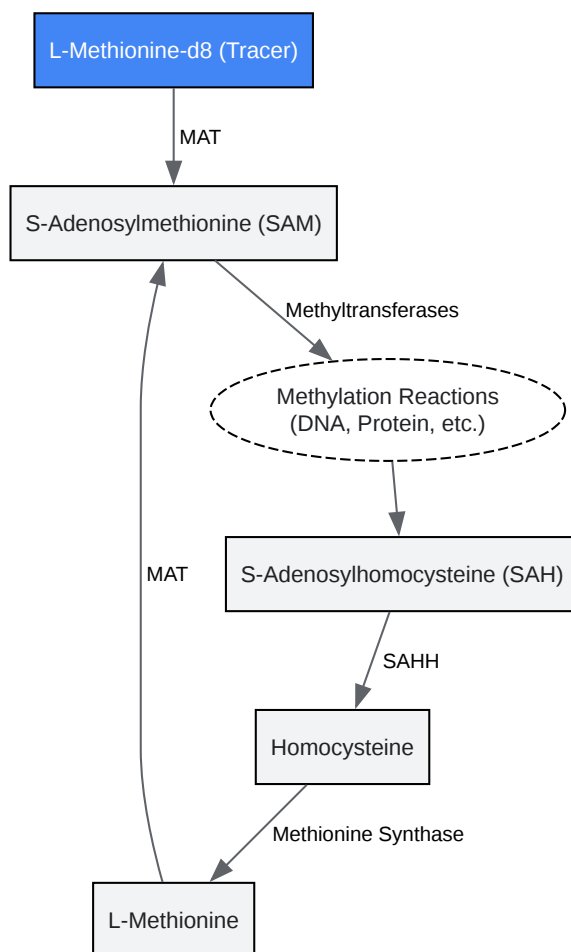 L-Methionine-d8 (Tracer)
MAT
S-Adenosylmethionine (SAM)
Methyltransferases
Methylation Reactions
(DNA, Protein, etc.)
S-Adenosylhomocysteine (SAH)
MAT
SAHH
Homocysteine
Methionine Synthase
L-Methionine